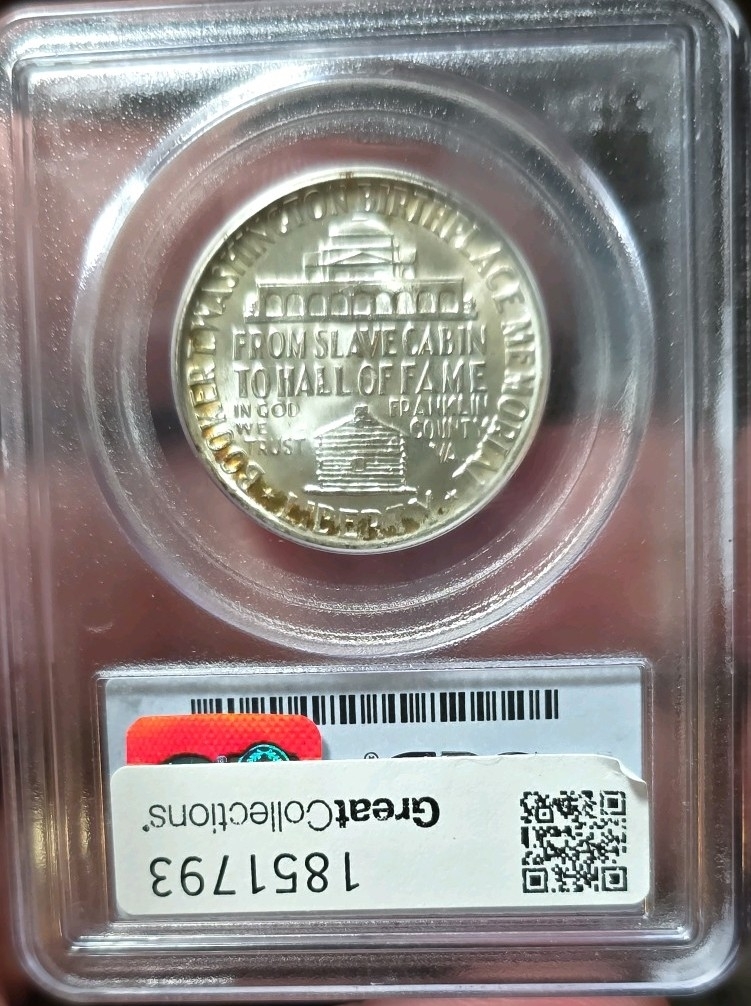 BOOKER T. WASHINGTON BIRTHPLACE MEMORIAL
FROM SLAVE CABIN
TO HALL OF FAME
IN GOD
WE
TRUST
FRANKLIN
COUNTY
VA
LIBERTY
GreatCollections®
1851793